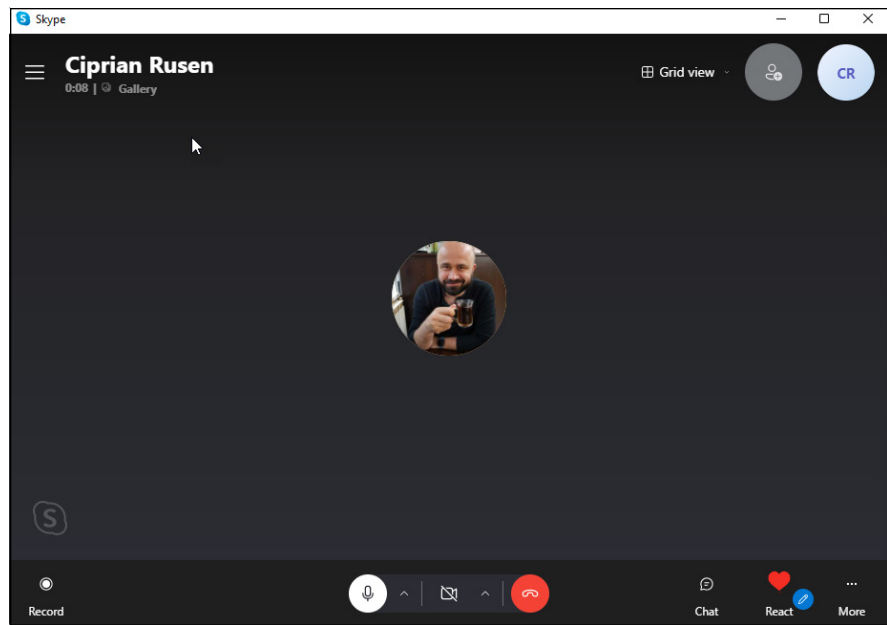 Skype
Ciprian Rusen
0:08 | Gallery
Grid view
CR
Record
Chat
React
More